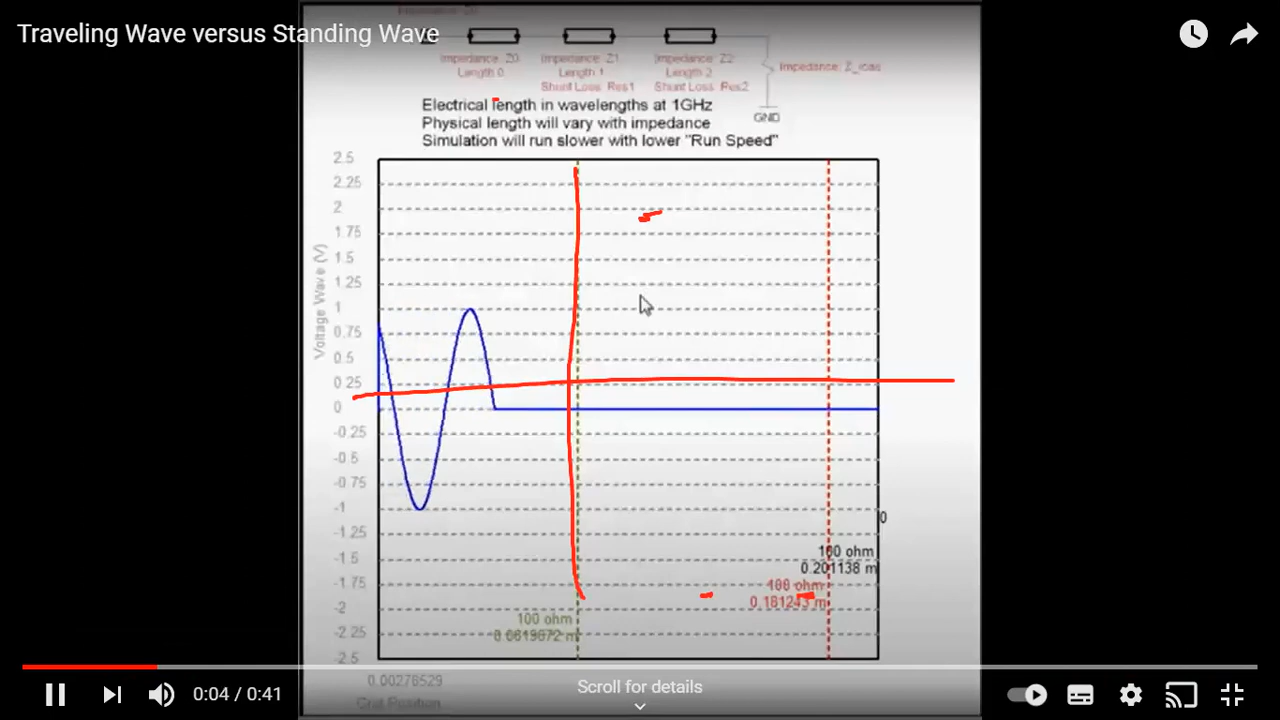 Traveling Wave versus Standing Wave
Impedance: Z0 Impedance: Z1 Impedance: Z2 Impedance: Z_load
Length 0 Length 1 Length 2
Shunt Loss: Res1 Shunt Loss: Res2
GND
Electrical length in wavelengths at 1GHz
Physical length will vary with impedance
Simulation will run slower with lower "Run Speed"
Voltage Wave (V)
2.5
2.25
2
1.75
1.5
1.25
1
0.75
0.5
0.25
0
-0.25
-0.5
-0.75
-1
-1.25
-1.5
-1.75
-2
-2.25
-2.5
0
100 ohm
0.201138 m
100 ohm
0.181243 m
100 ohm
0.0819672 m
0.00276529
Grid Position
0:04 / 0:41
Scroll for details